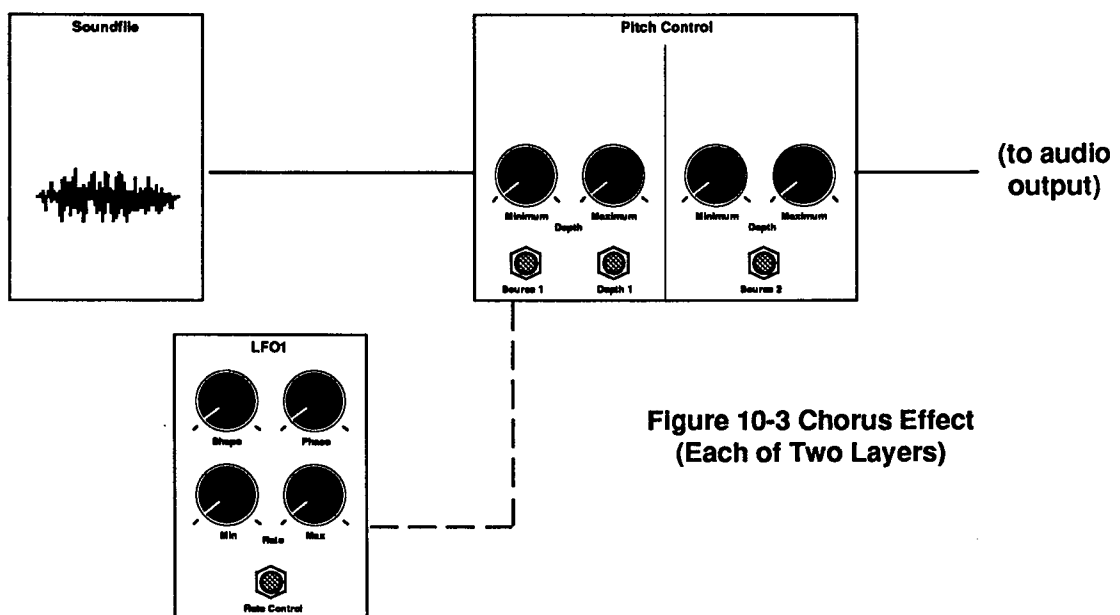 Soundfile
Pitch Control
Minimum
Maximum
Depth
Minimum
Maximum
Depth
Source 1
Depth 1
Source 2
(to audio
output)
LFO1
Shape
Phase
Min
Rate
Max
Rate Control
Figure 10-3 Chorus Effect
(Each of Two Layers)